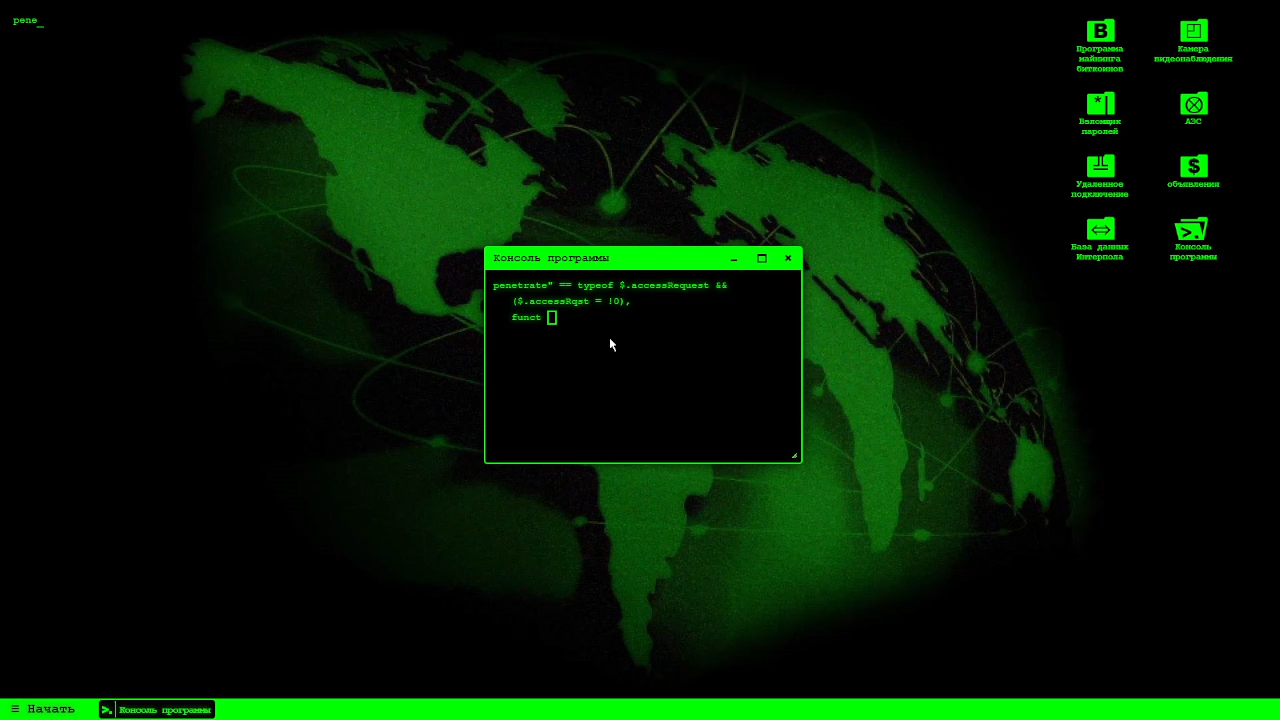 pene_
Программа
майнинга
биткоинов
Камера
видеонаблюдения
Взломщик
паролей
АЭС
Удаленное
подключение
объявления
База данных
Интерпола
Консоль
программы
Консоль программы
penetrate" == typeof $.accessRequest &&
($.accessRqst = !0),
funct
≡ Начать
>. Консоль программы